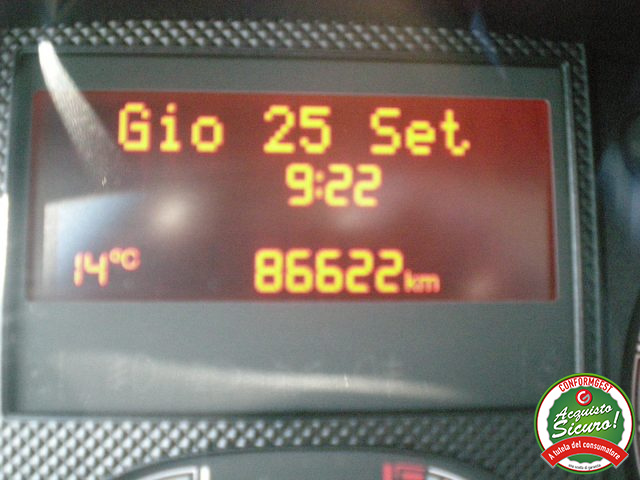 Gio 25 Set
9:22
14°C 86622km
CONFORMGEST
Acquisto
Sicuro!
A tutela del consumatore